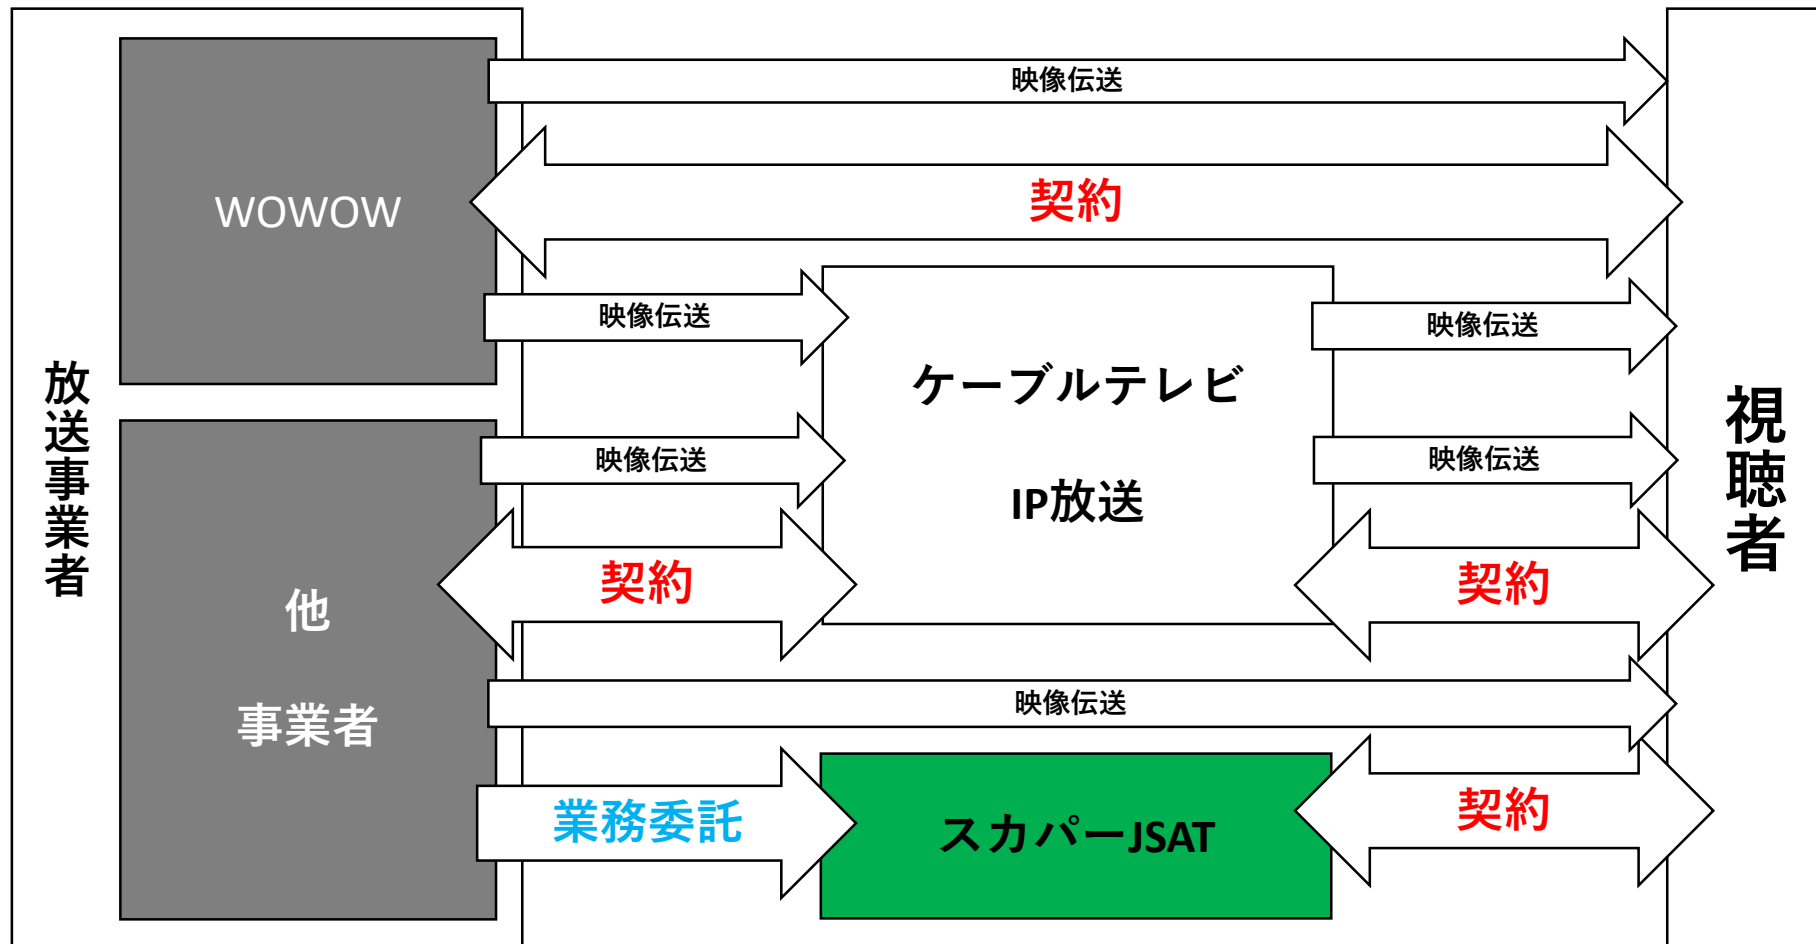 放送事業者
WOWOW
映像伝送
契約
映像伝送
映像伝送
ケーブルテレビ
IP放送
映像伝送
映像伝送
契約
契約
他
事業者
映像伝送
業務委託
スカパーJSAT
契約
視聴者